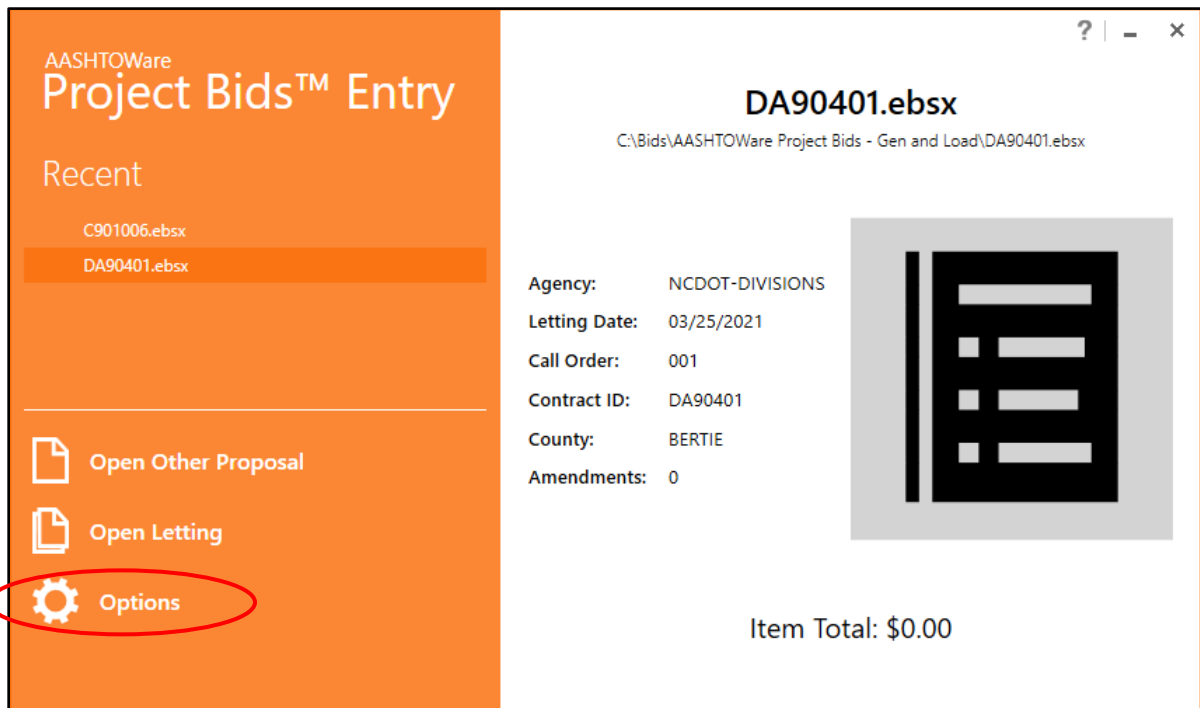 AASHTOWare
Project Bids™ Entry
Recent
C901006.ebsx
DA90401.ebsx
Open Other Proposal
Open Letting
Options
?
DA90401.ebsx
C:\Bids\AASHTOWare Project Bids - Gen and Load\DA90401.ebsx
Agency: NCDOT-DIVISIONS
Letting Date: 03/25/2021
Call Order: 001
Contract ID: DA90401
County: BERTIE
Amendments: 0
Item Total: $0.00